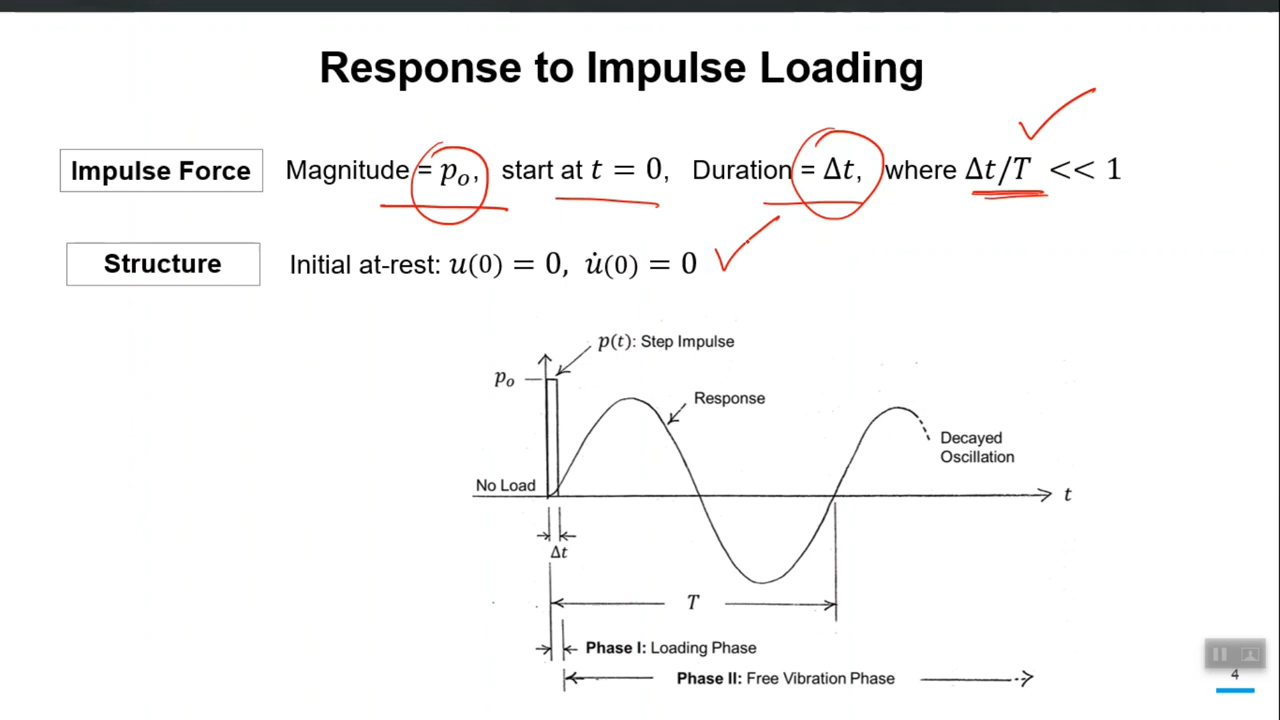 Response to Impulse Loading
Impulse Force
Magnitude = pₒ, start at t = 0, Duration = Δt, where Δt/T << 1
Structure
Initial at-rest: u(0) = 0, u̇(0) = 0
p(t): Step Impulse
pₒ
Response
Decayed
Oscillation
No Load
t
Δt
T
Phase I: Loading Phase
Phase II: Free Vibration Phase
4